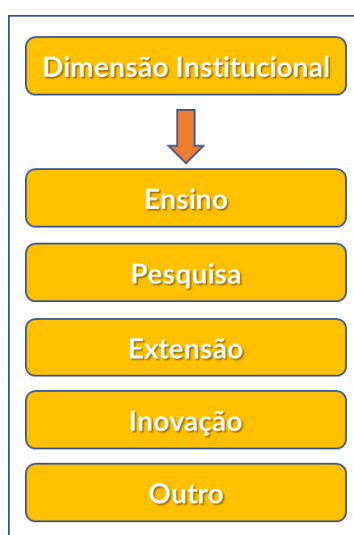 Dimensão Institucional
Ensino
Pesquisa
Extensão
Inovação
Outro